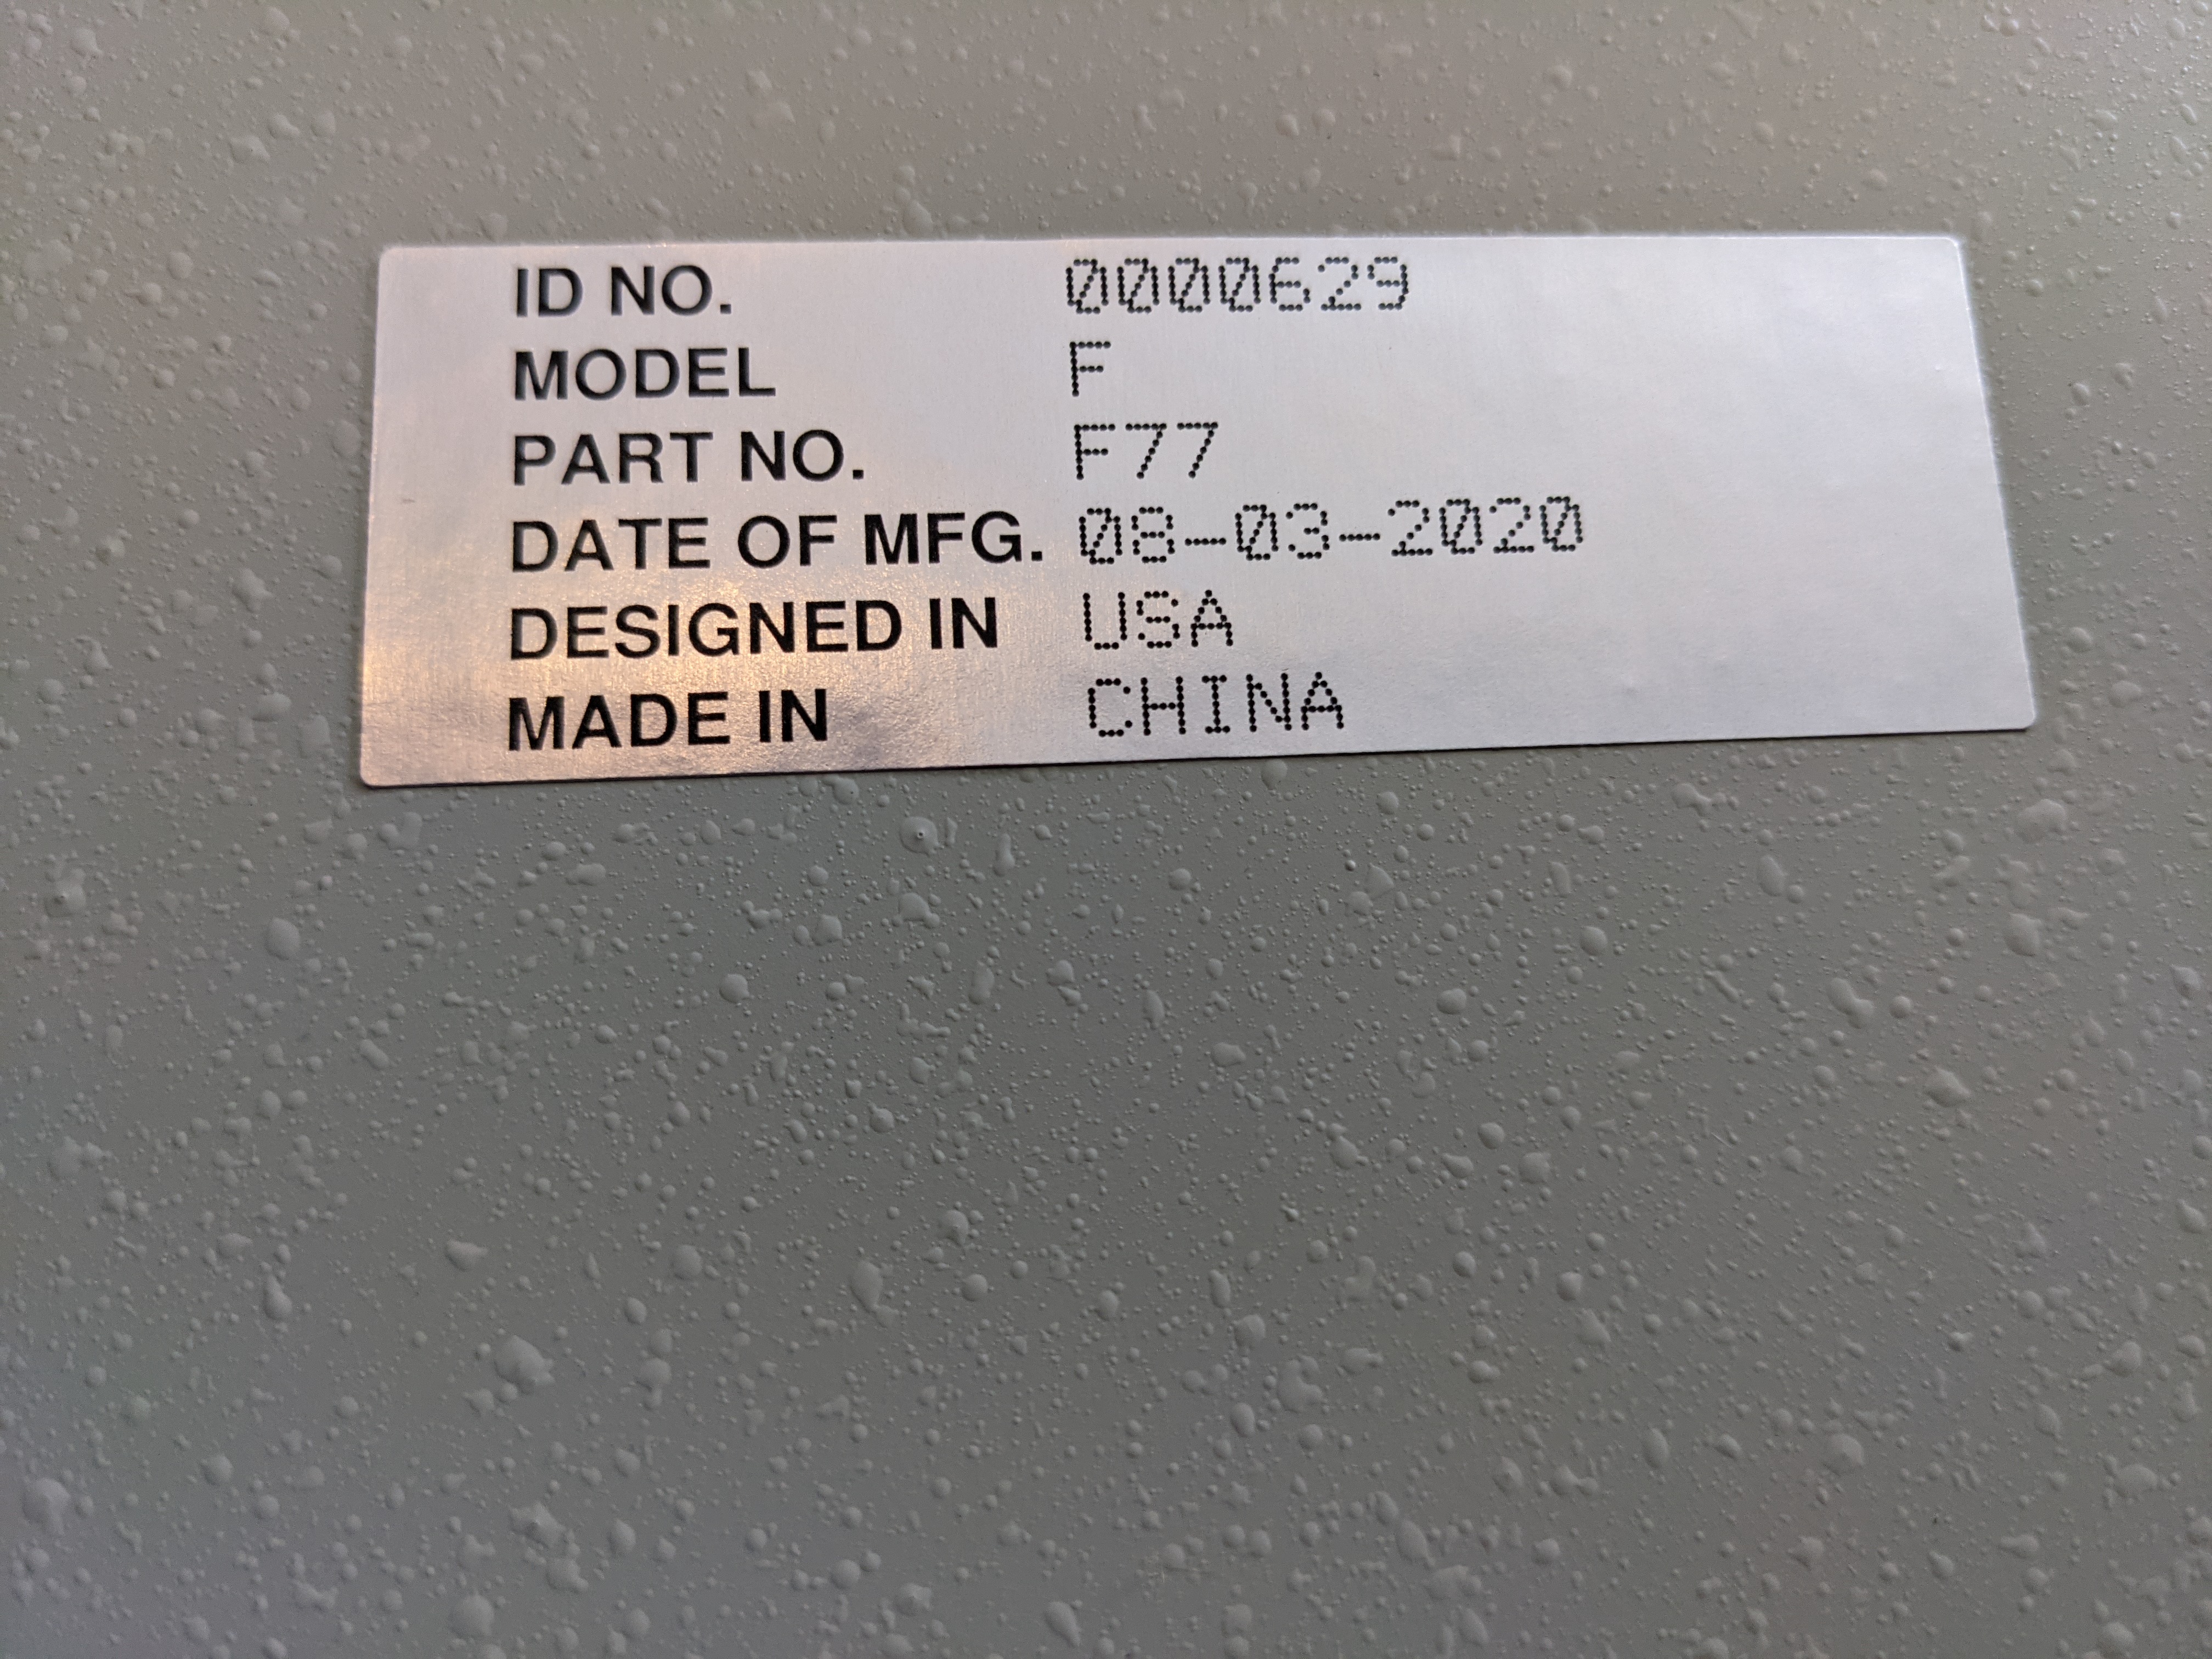 ID NO. 0000629
MODEL F
PART NO. F77
DATE OF MFG. 08-03-2020
DESIGNED IN USA
MADE IN CHINA